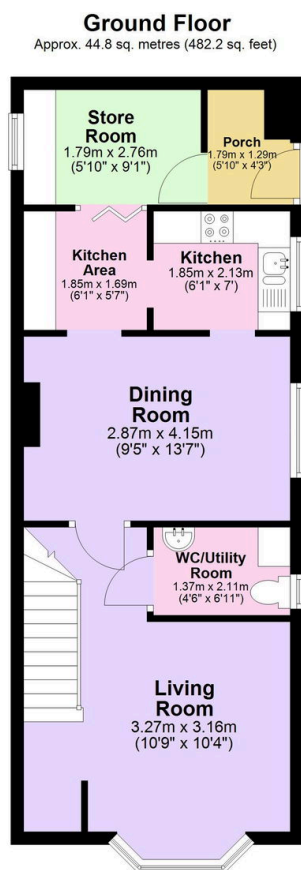 Ground Floor
Approx. 44.8 sq. metres (482.2 sq. feet)
Store
Room
1.79m x 2.76m
(5'10" x 9'1")
Porch
1.79m x 1.29m
(5'10" x 4'3")
Kitchen
Area
1.85m x 1.69m
(6'1" x 5'7")
Kitchen
1.85m x 2.13m
(6'1" x 7')
Dining
Room
2.87m x 4.15m
(9'5" x 13'7")
WC/Utility
Room
1.37m x 2.11m
(4'6" x 6'11")
Living
Room
3.27m x 3.16m
(10'9" x 10'4")